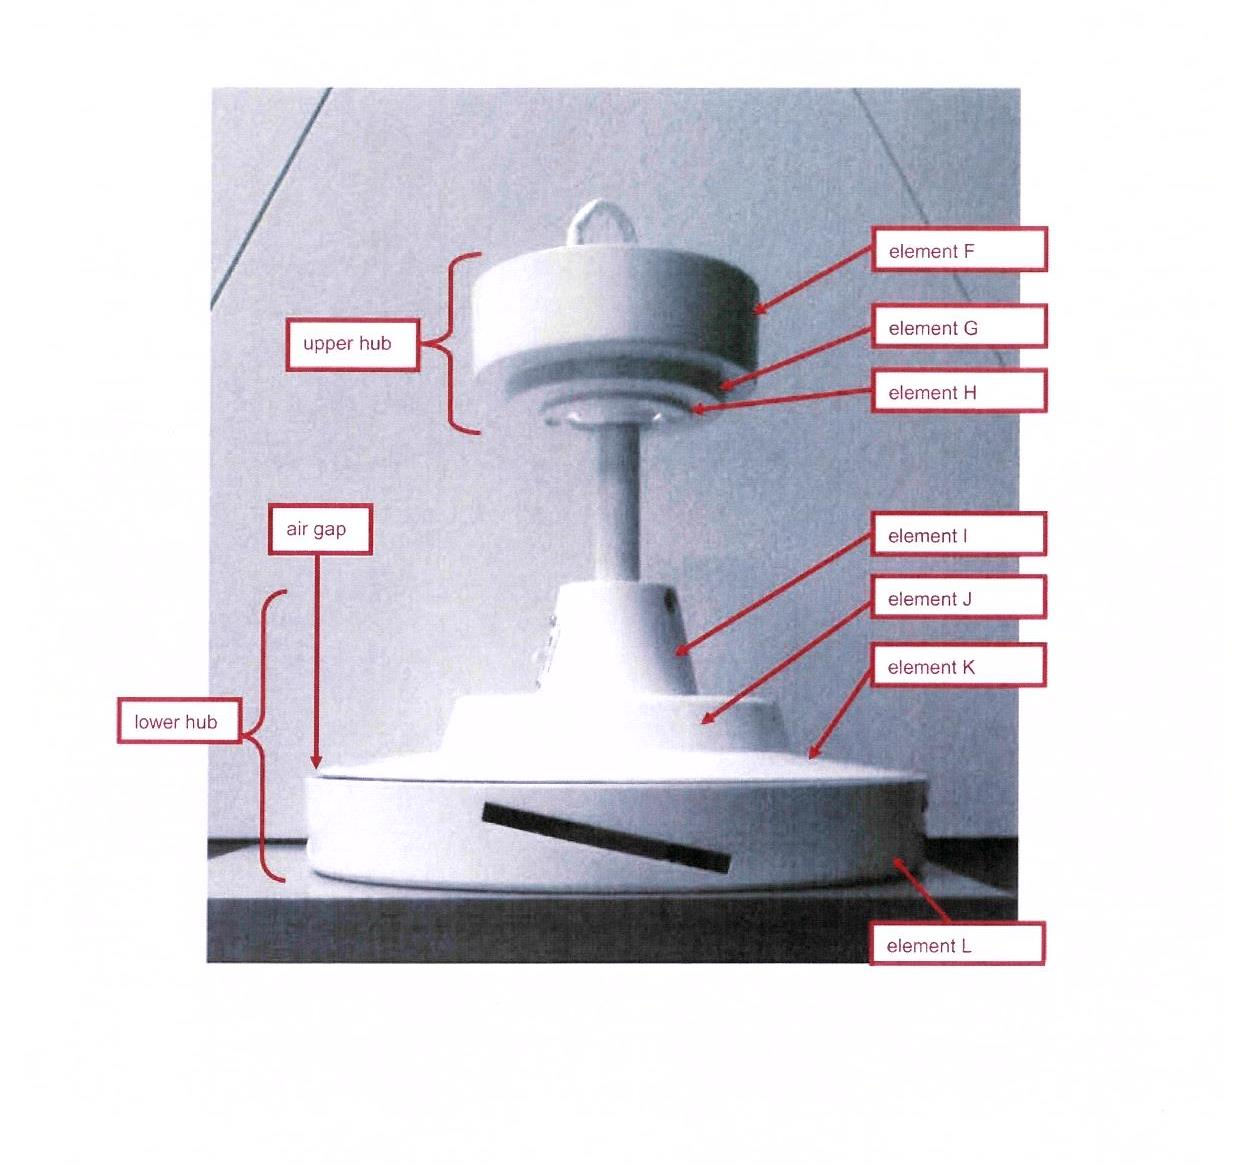 element F
element G
upper hub
element H
air gap
element I
element J
element K
lower hub
element L